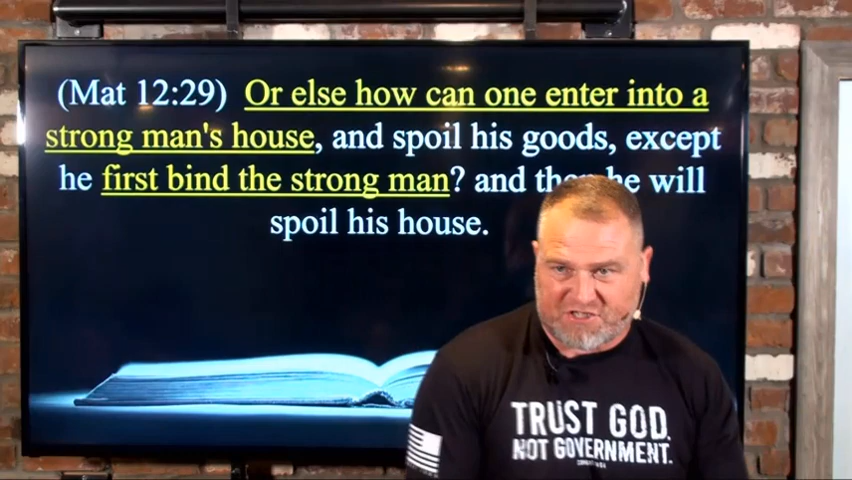 (Mat 12:29) Or else how can one enter into a
strong man's house, and spoil his goods, except
he first bind the strong man? and then he will
spoil his house.
TRUST GOD.
NOT GOVERNMENT.